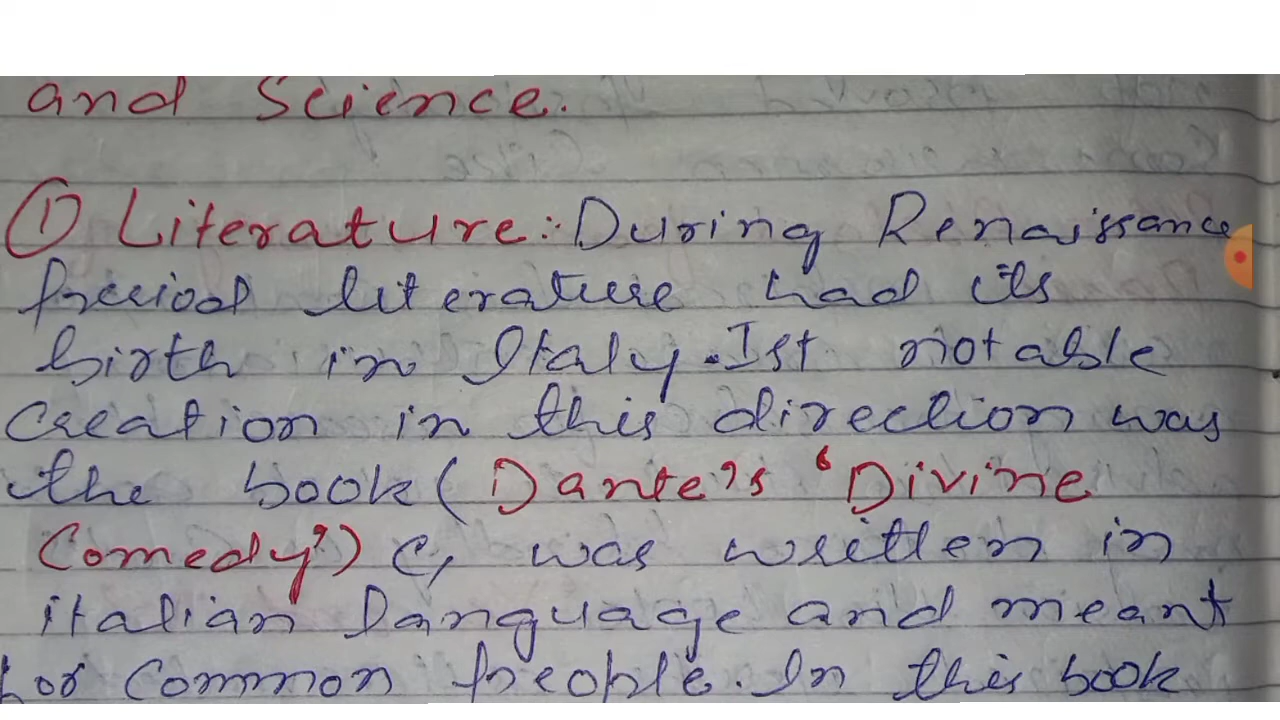 and Science.
① Literature:- During Renaissance
Period literature had its
birth in Italy. Ist notable
creation in this direction was
the book (Dante's 'Divine
Comedy') & was written in
italian Language and meant
for Common people. In this book